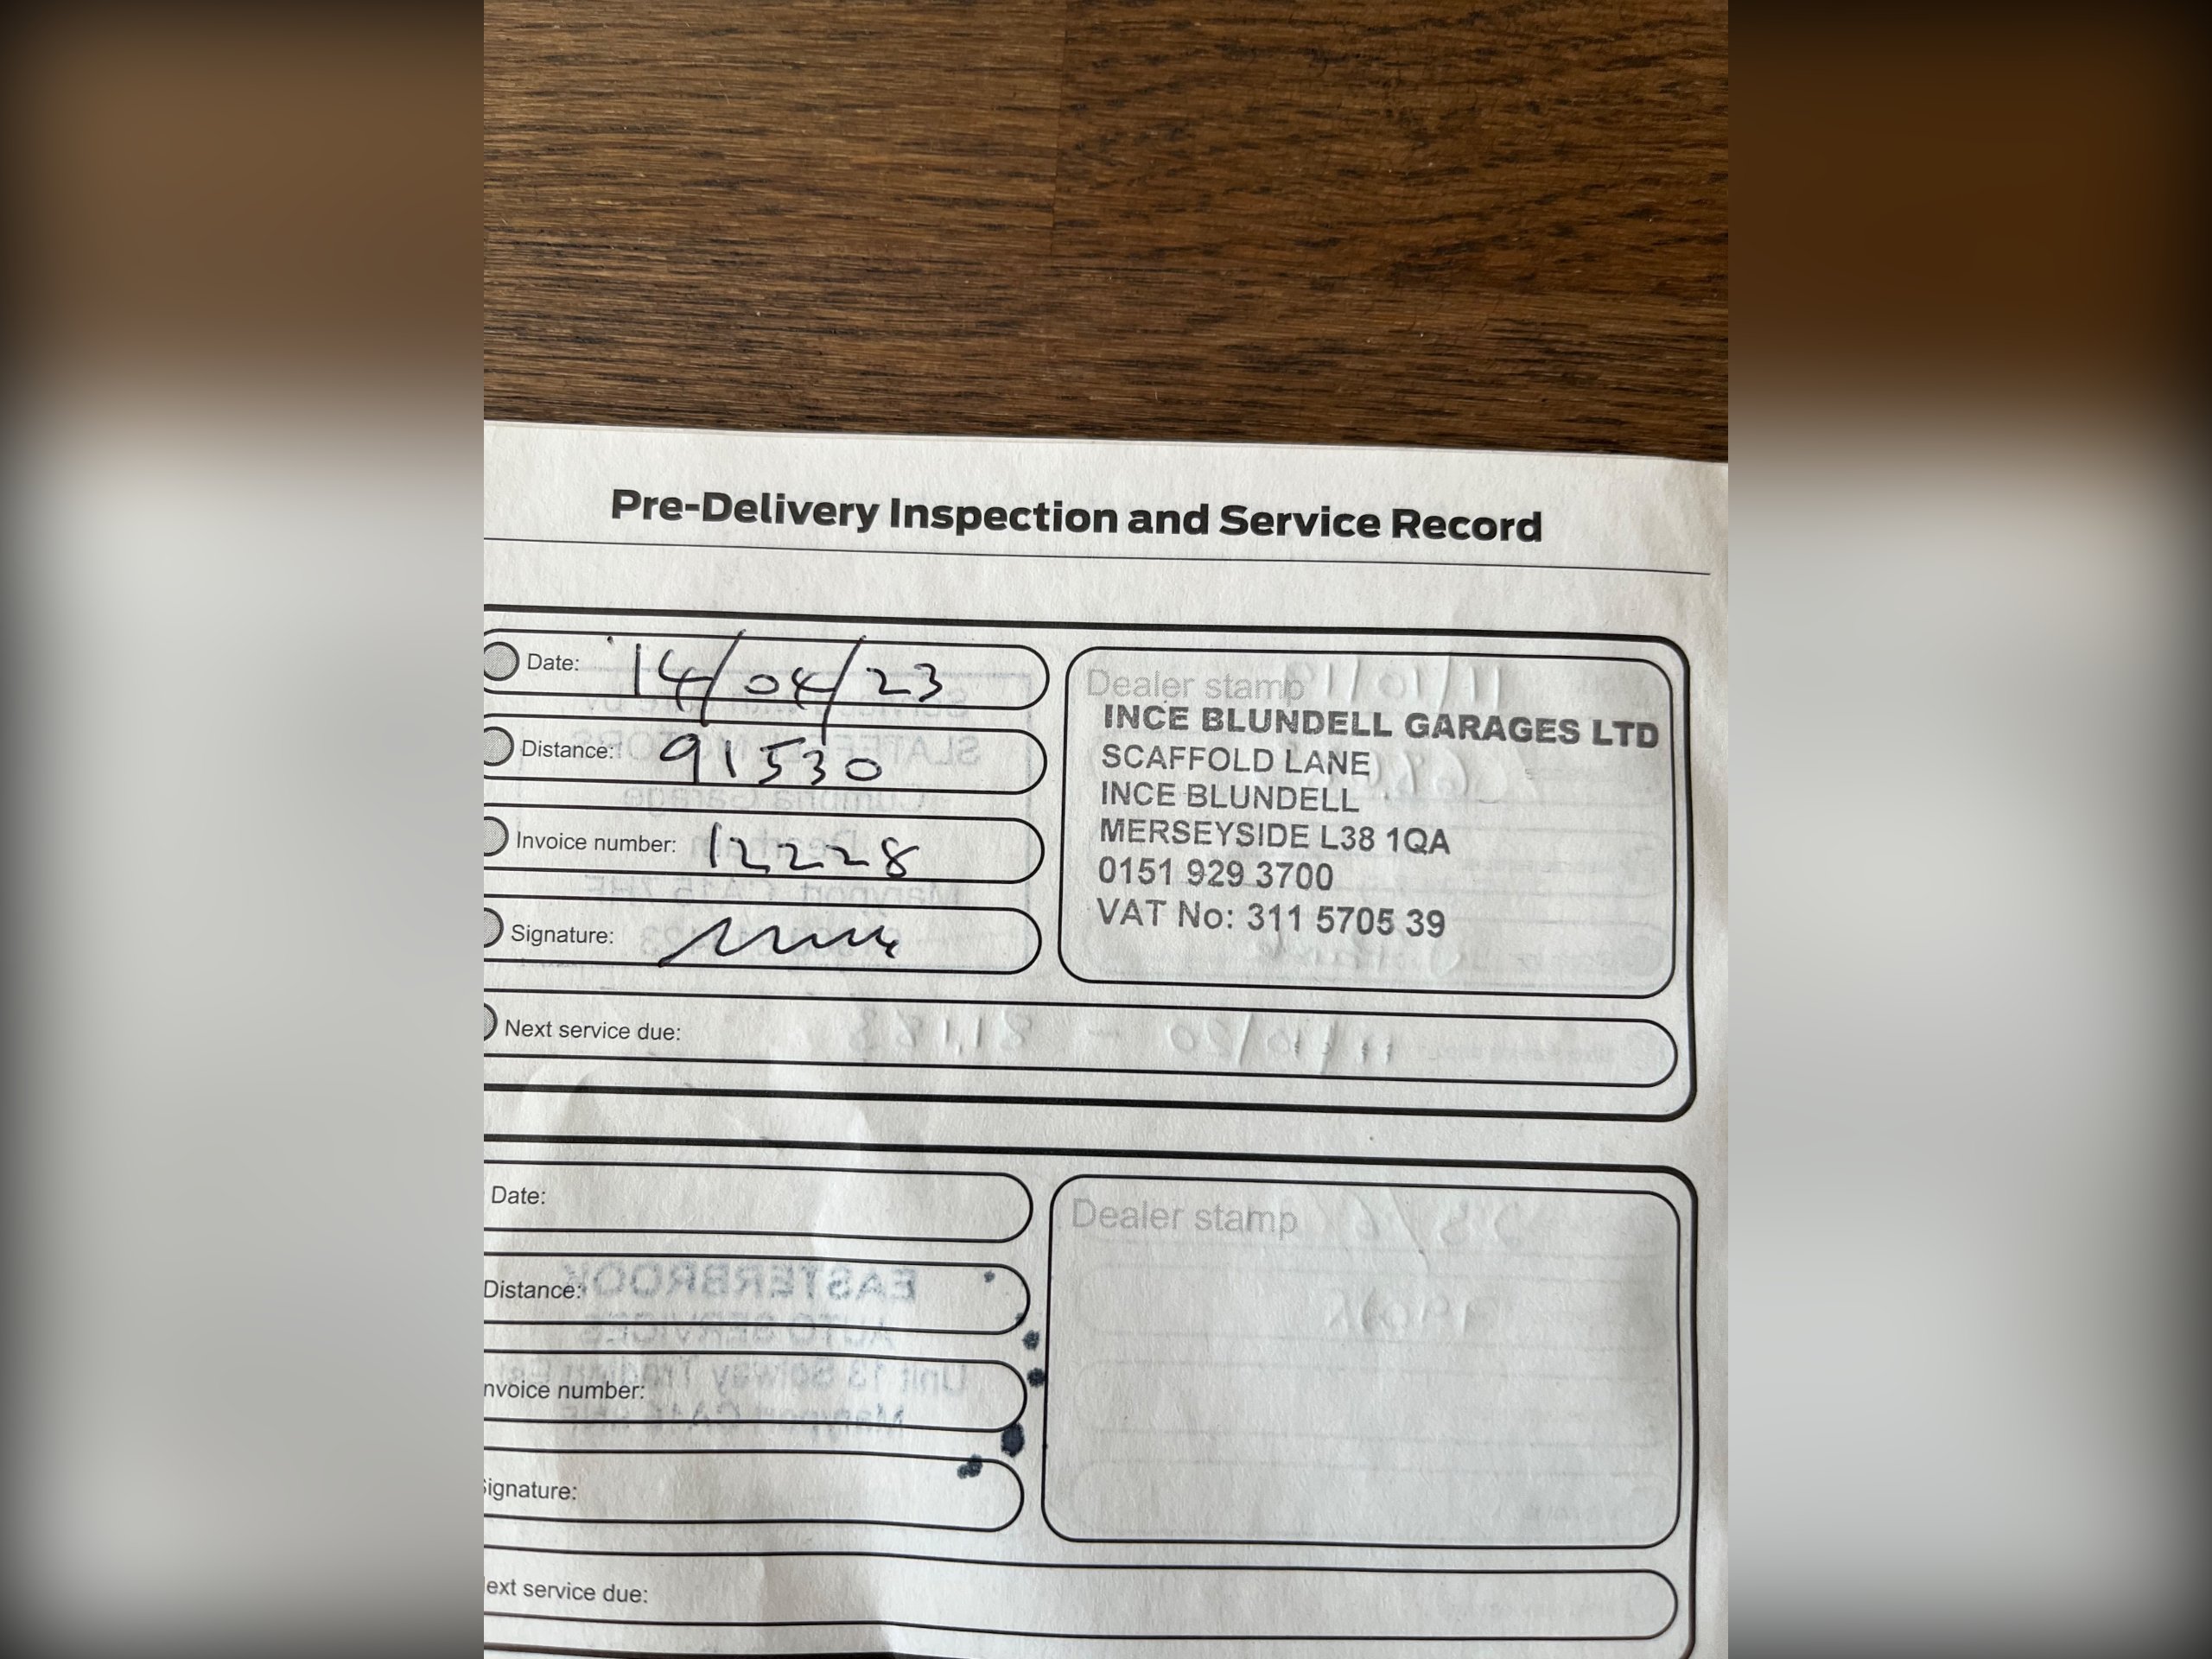 Pre-Delivery Inspection and Service Record
Date: 14/04/23
Distance: 91530
Invoice number: 12228
Signature:
Dealer stamp
INCE BLUNDELL GARAGES LTD
SCAFFOLD LANE
INCE BLUNDELL
MERSEYSIDE L38 1QA
0151 929 3700
VAT No: 311 5705 39
Next service due:
Date:
Distance:
nvoice number:
ignature:
Dealer stamp
ext service due: